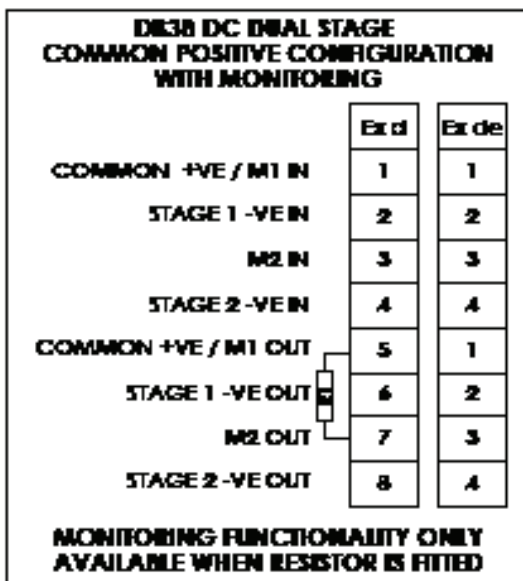 DB3B DC DUAL STAGE
COMMON POSITIVE CONFIGURATION
WITH MONITORING
Ex d Ex de
COMMON +VE / M1 IN 1 1
STAGE 1 -VE IN 2 2
M2 IN 3 3
STAGE 2 -VE IN 4 4
COMMON +VE / M1 OUT 5 1
STAGE 1 -VE OUT 6 2
M2 OUT 7 3
STAGE 2 -VE OUT 8 4
MONITORING FUNCTIONALITY ONLY
AVAILABLE WHEN RESISTOR IS FITTED